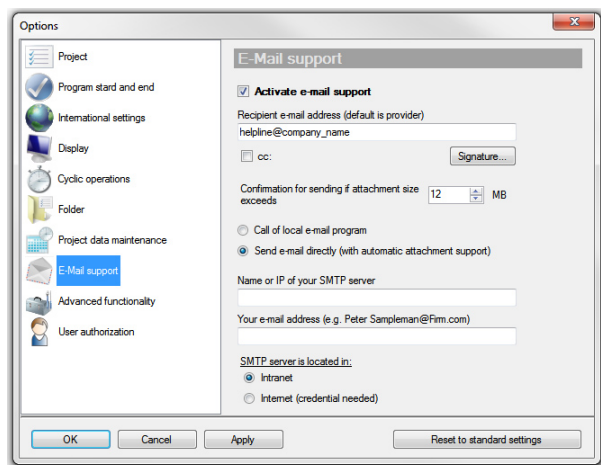 Options
Project
Program stard and end
International settings
Display
Cyclic operations
Folder
Project data maintenance
E-Mail support
Advanced functionality
User authorization
E-Mail support
Activate e-mail support
Recipient e-mail address (default is provider)
helpline@company_name
cc:
Signature...
Confirmation for sending if attachment size
exceeds
12
MB
Call of local e-mail program
Send e-mail directly (with automatic attachment support)
Name or IP of your SMTP server
Your e-mail address (e.g. Peter Sampleman@Firm.com)
SMTP server is located in:
Intranet
Internet (credential needed)
OK
Cancel
Apply
Reset to standard settings